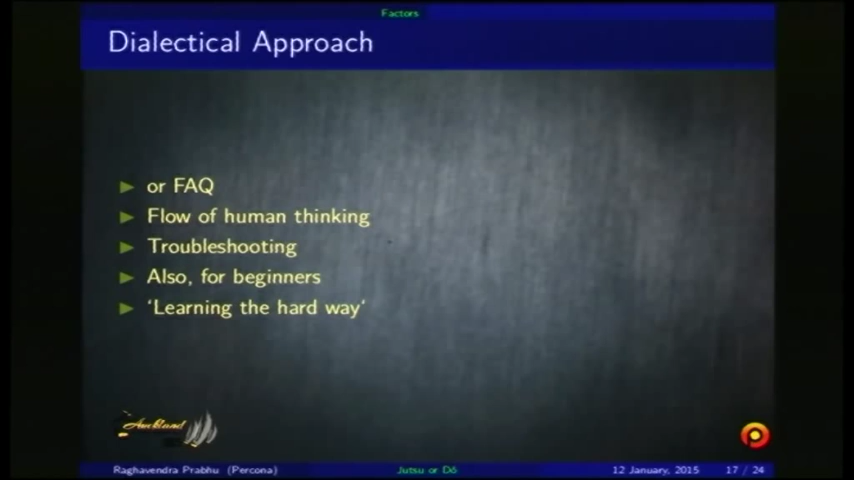 Factors
Dialectical Approach
or FAQ
Flow of human thinking
Troubleshooting
Also, for beginners
‘Learning the hard way‘
Auckland
Raghavendra Prabhu (Percona) Jutsu or Dō 12 January, 2015 17 / 24